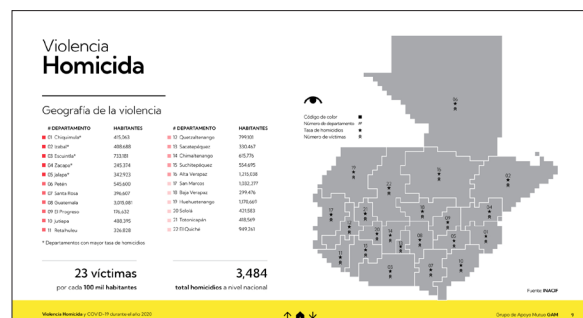 Violencia
Homicida
Geografía de la violencia
# DEPARTAMENTO HABITANTES
01 Chiquimula* 415,063
02 Izabal* 408,688
03 Escuintla* 733,181
04 Zacapa* 245,374
05 Jalapa* 342,923
06 Petén 545,600
07 Santa Rosa 396,607
08 Guatemala 3,015,081
09 El Progreso 176,632
10 Jutiapa 488,395
11 Retalhuleu 326,828
* Departamentos con mayor tasa de homicidios
# DEPARTAMENTO HABITANTES
12 Quetzaltenango 799,101
13 Sacatepéquez 330,467
14 Chimaltenango 615,776
15 Suchitepéquez 554,695
16 Alta Verapaz 1,215,038
17 San Marcos 1,032,277
18 Baja Verapaz 299,476
19 Huehuetenango 1,170,669
20 Sololá 421,583
21 Totonicapán 418,569
22 El Quiché 949,261
23 víctimas
por cada 100 mil habitantes
3,484
total homicidios a nivel nacional
Código de color
Número de departamento
Tasa de homicidios
Número de víctimas
Fuente: INACIF
Violencia Homicida y COVID-19 durante el año 2020
Grupo de Apoyo Mutuo GAM 9